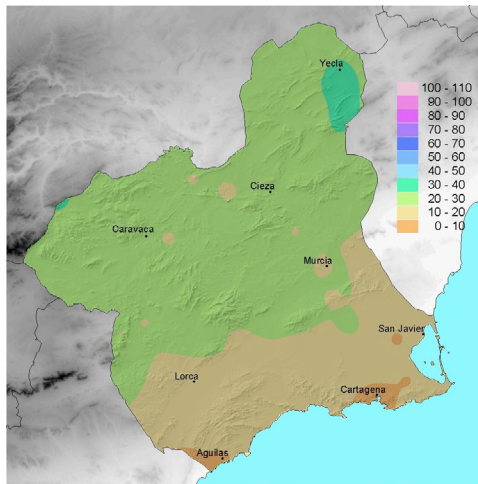 Yecla
100 - 110
90 - 100
80 - 90
70 - 80
60 - 70
50 - 60
40 - 50
30 - 40
20 - 30
10 - 20
0 - 10
Cieza
Caravaca
Murcia
San Javier
Lorca
Cartagena
Aguilas